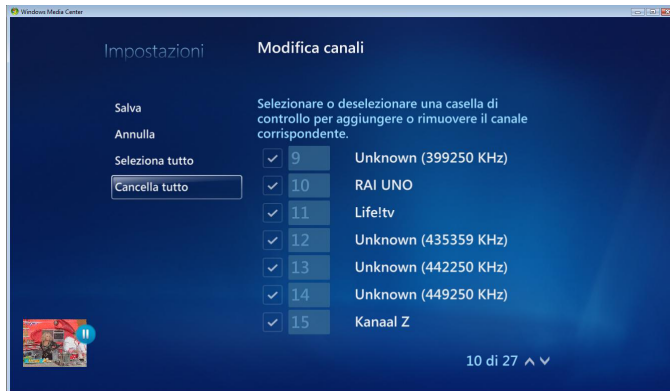 Windows Media Center
Impostazioni
Modifica canali
Salva
Annulla
Seleziona tutto
Cancella tutto
Selezionare o deselezionare una casella di
controllo per aggiungere o rimuovere il canale
corrispondente.
9 Unknown (399250 KHz)
10 RAI UNO
11 Life!tv
12 Unknown (435359 KHz)
13 Unknown (442250 KHz)
14 Unknown (449250 KHz)
15 Kanaal Z
10 di 27